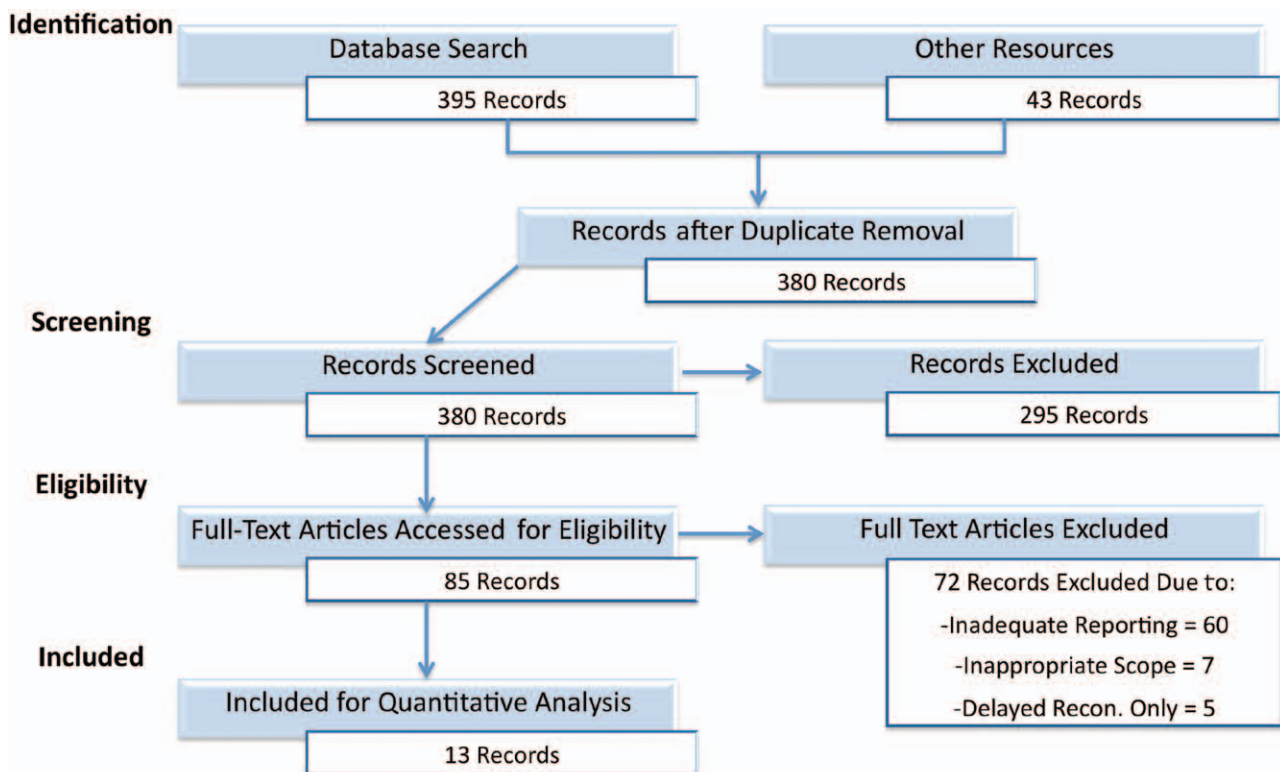 Identification
Database Search
395 Records
Other Resources
43 Records
Records after Duplicate Removal
380 Records
Screening
Records Screened
380 Records
Records Excluded
295 Records
Eligibility
Full-Text Articles Accessed for Eligibility
85 Records
Full Text Articles Excluded
72 Records Excluded Due to:
-Inadequate Reporting = 60
-Inappropriate Scope = 7
-Delayed Recon. Only = 5
Included
Included for Quantitative Analysis
13 Records